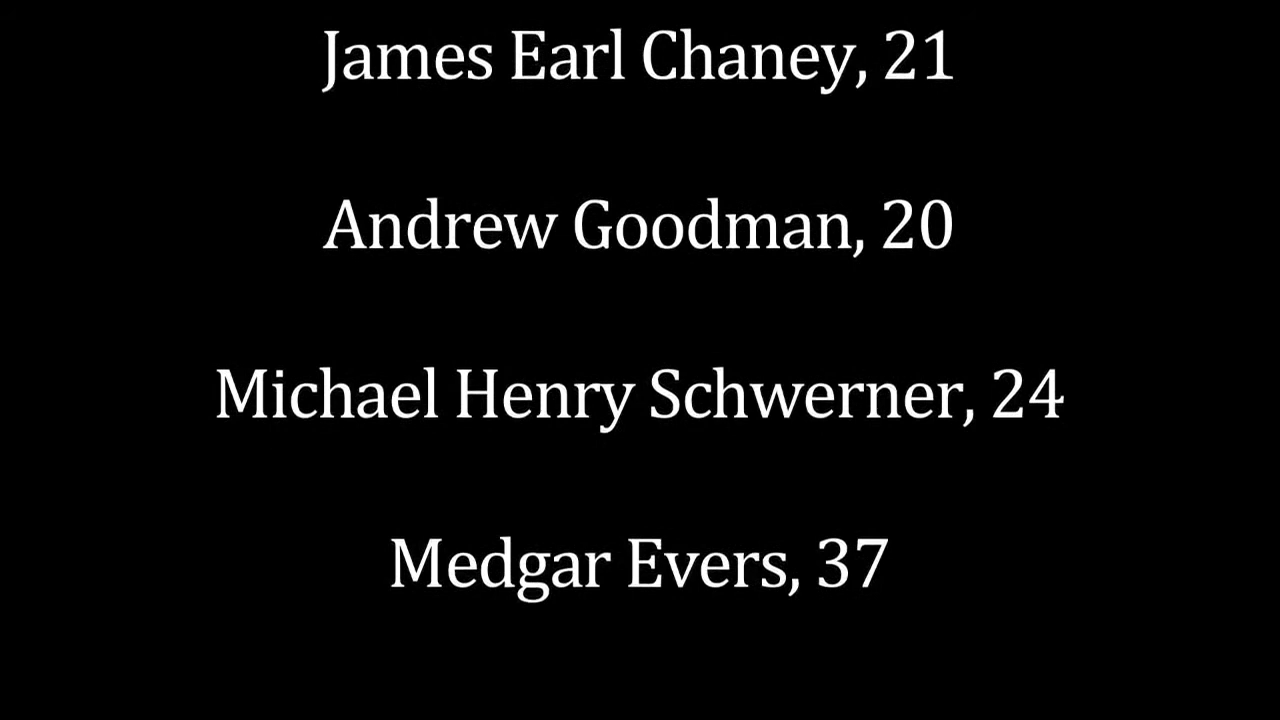 James Earl Chaney, 21
Andrew Goodman, 20
Michael Henry Schwerner, 24
Medgar Evers, 37